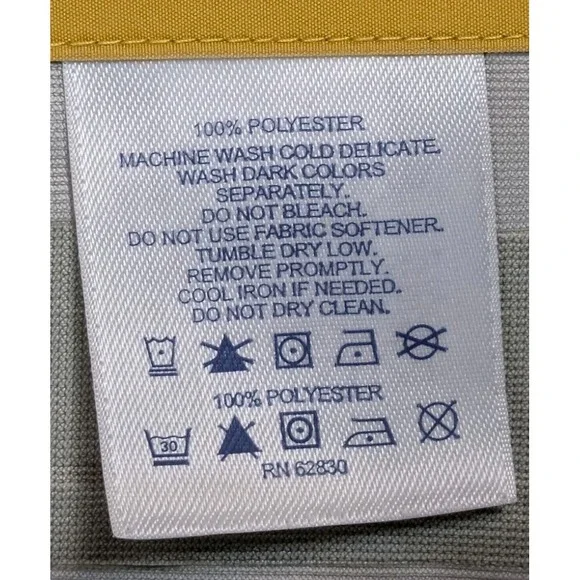 100% POLYESTER
MACHINE WASH COLD DELICATE.
WASH DARK COLORS
SEPARATELY.
DO NOT BLEACH.
DO NOT USE FABRIC SOFTENER.
TUMBLE DRY LOW.
REMOVE PROMPTLY.
COOL IRON IF NEEDED.
DO NOT DRY CLEAN.
100% POLYESTER
30
RN 62830